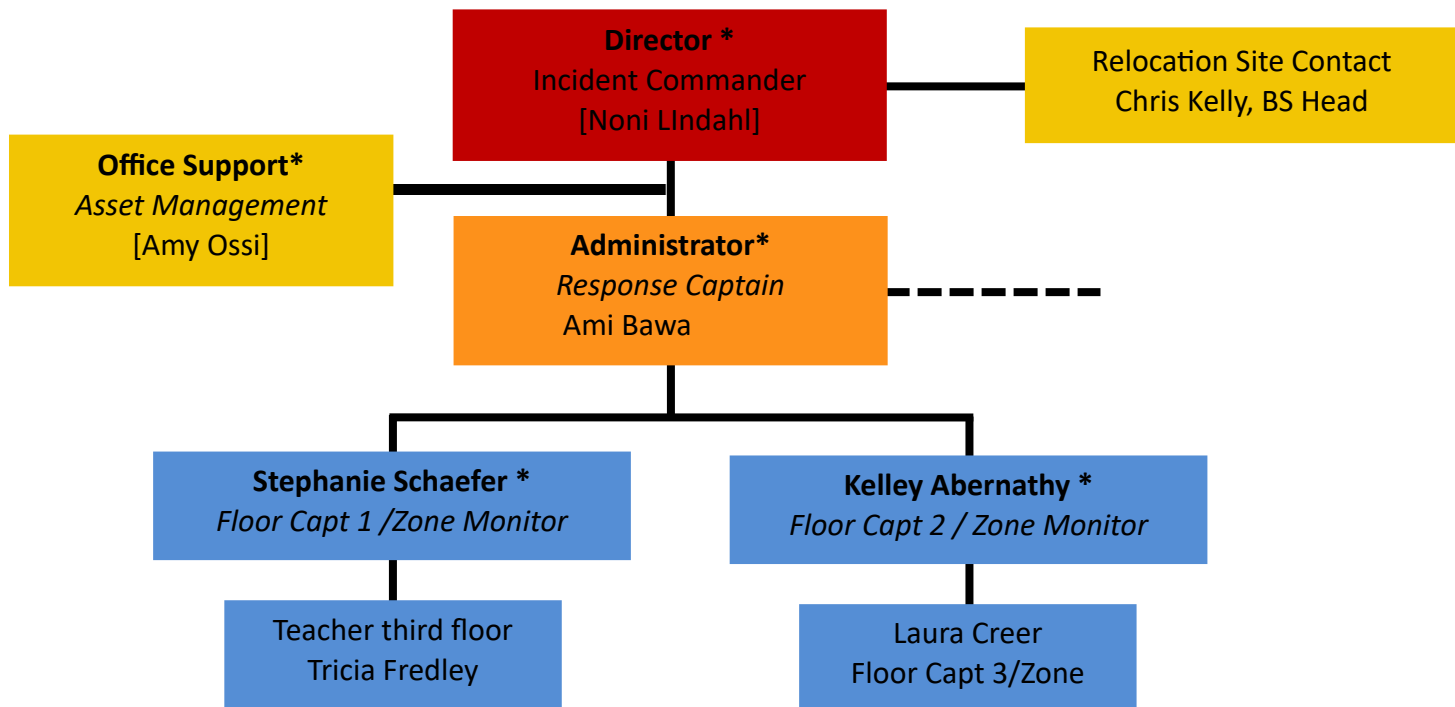 Director *
Incident Commander
[Noni LIndahl]
Relocation Site Contact
Chris Kelly, BS Head
Office Support*
Asset Management
[Amy Ossi]
Administrator*
Response Captain
Ami Bawa
Stephanie Schaefer *
Floor Capt 1 /Zone Monitor
Kelley Abernathy *
Floor Capt 2 / Zone Monitor
Teacher third floor
Tricia Fredley
Laura Creer
Floor Capt 3/Zone